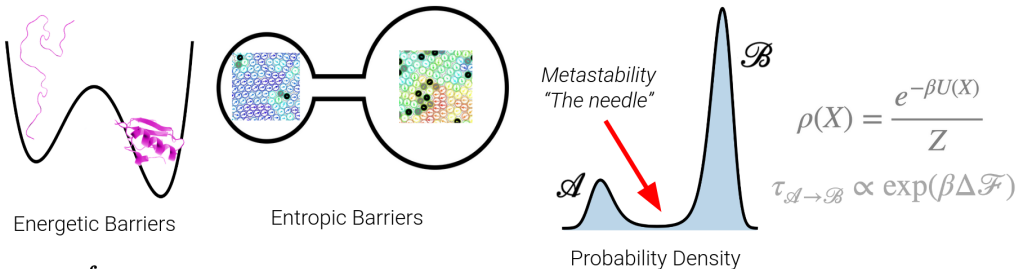 Energetic Barriers
Entropic Barriers
Metastability
“The needle”
𝒜
ℬ
Probability Density
ρ(X) = e^{-βU(X)} / Z
τ_{𝒜→ℬ} ∝ exp(βΔℱ)